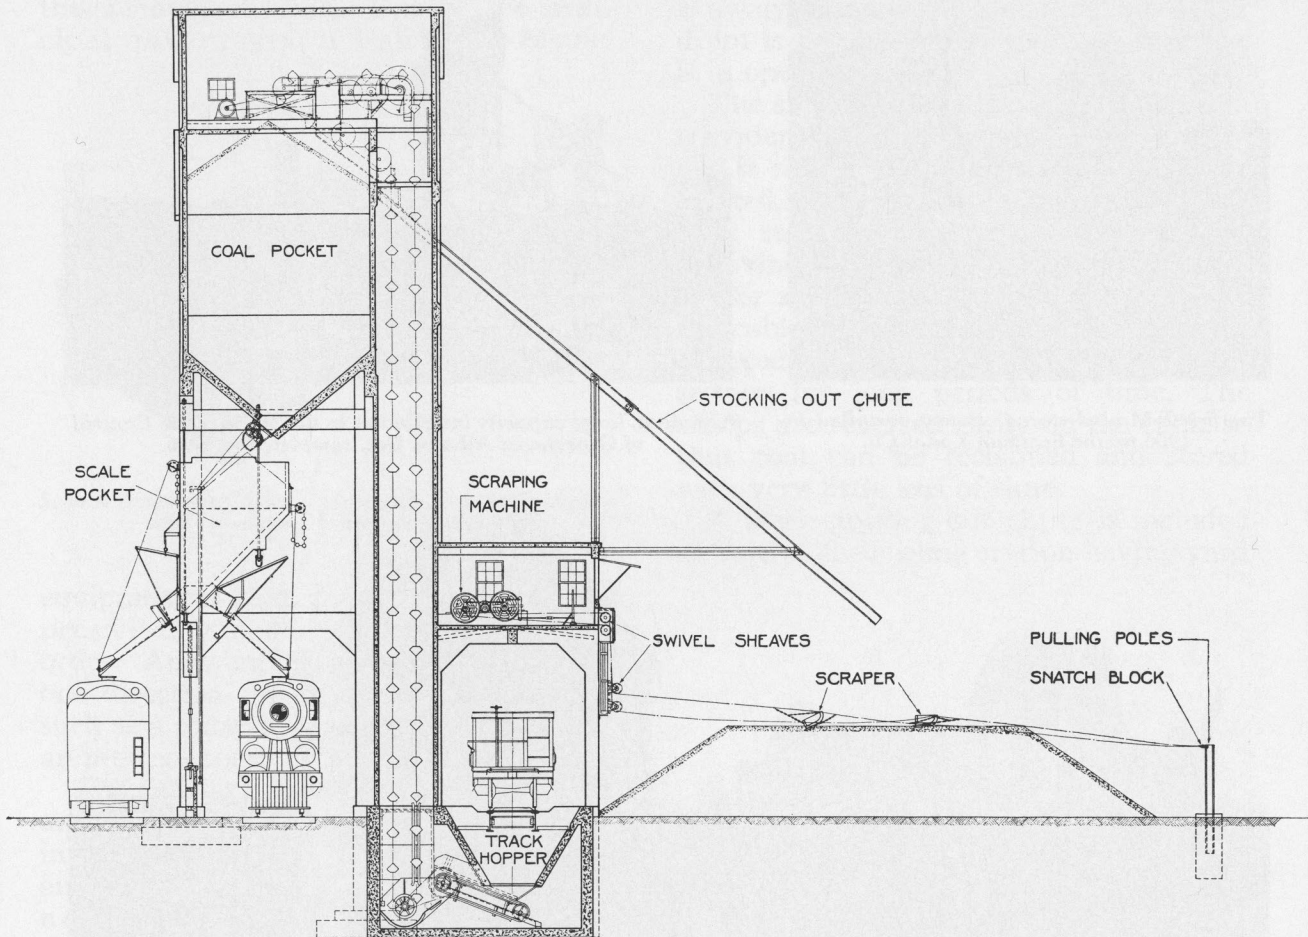 COAL POCKET
STOCKING OUT CHUTE
SCALE
POCKET
SCRAPING
MACHINE
SWIVEL SHEAVES
SCRAPER
PULLING POLES
SNATCH BLOCK
TRACK
HOPPER